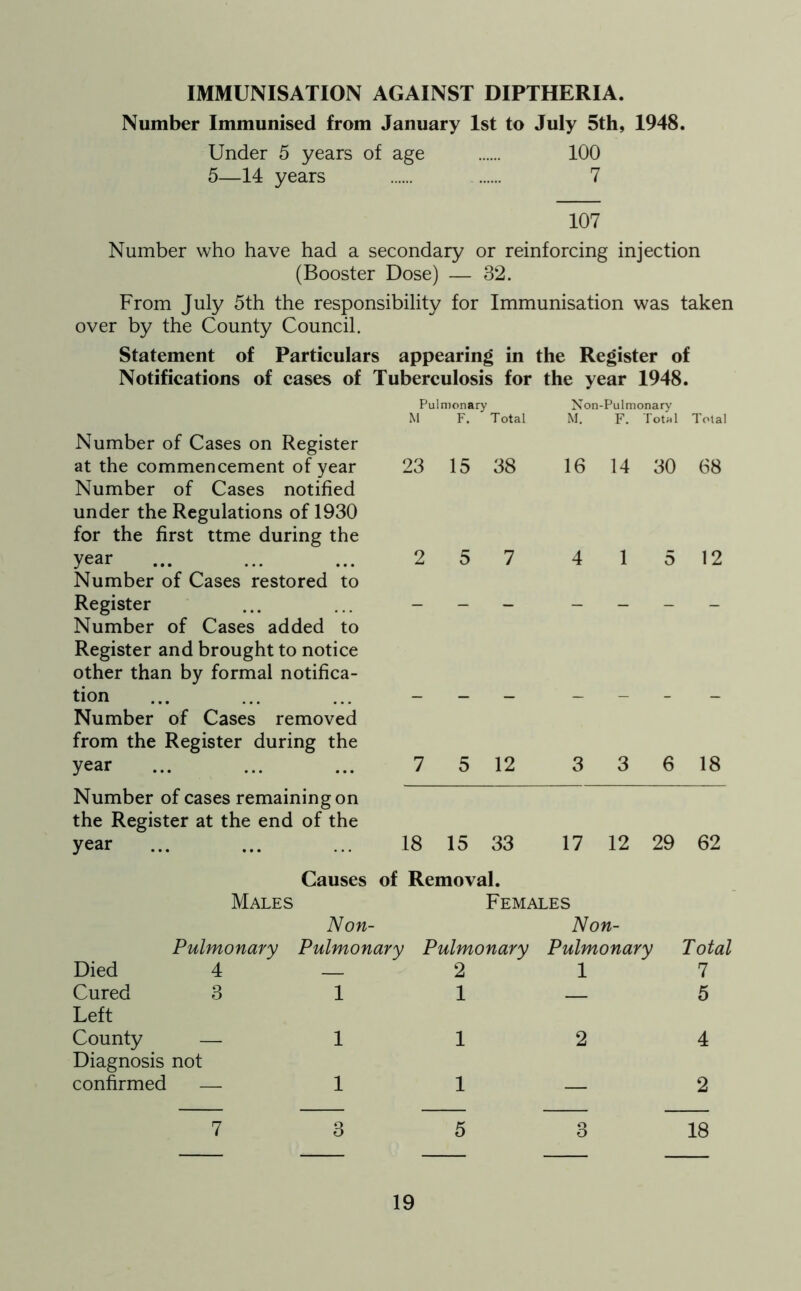 IMMUNISATION AGAINST DIPTHERIA.
Number Immunised from January 1st to July 5th, 1948.
Under 5 years of age ...... 100
5—14 years ...... ...... 7
107
Number who have had a secondary or reinforcing injection
(Booster Dose) — 32.
From July 5th the responsibility for Immunisation was taken
over by the County Council.
Statement of Particulars appearing in the Register of
Notifications of cases of Tuberculosis for the year 1948.
Pulmonary Non-Pulmonary
M F. Total M. F. Total Total
Number of Cases on Register
at the commencement of year 23 15 38 16 14 30 68
Number of Cases notified
under the Regulations of 1930
for the first ttme during the
year ... ... ... 2 5 7 4 1 5 12
Number of Cases restored to
Register ... ... – – – – – – –
Number of Cases added to
Register and brought to notice
other than by formal notifica-
tion ... ... ... – – – – – – –
Number of Cases removed
from the Register during the
year ... ... ... 7 5 12 3 3 6 18
Number of cases remaining on
the Register at the end of the
year ... ... ... 18 15 33 17 12 29 62
Causes of Removal.
Males Females
Non- Non-
Pulmonary Pulmonary Pulmonary Pulmonary Total
Died 4 — 2 1 7
Cured 3 1 1 — 5
Left
County — 1 1 2 4
Diagnosis not
confirmed — 1 1 — 2
7 3 5 3 18
19